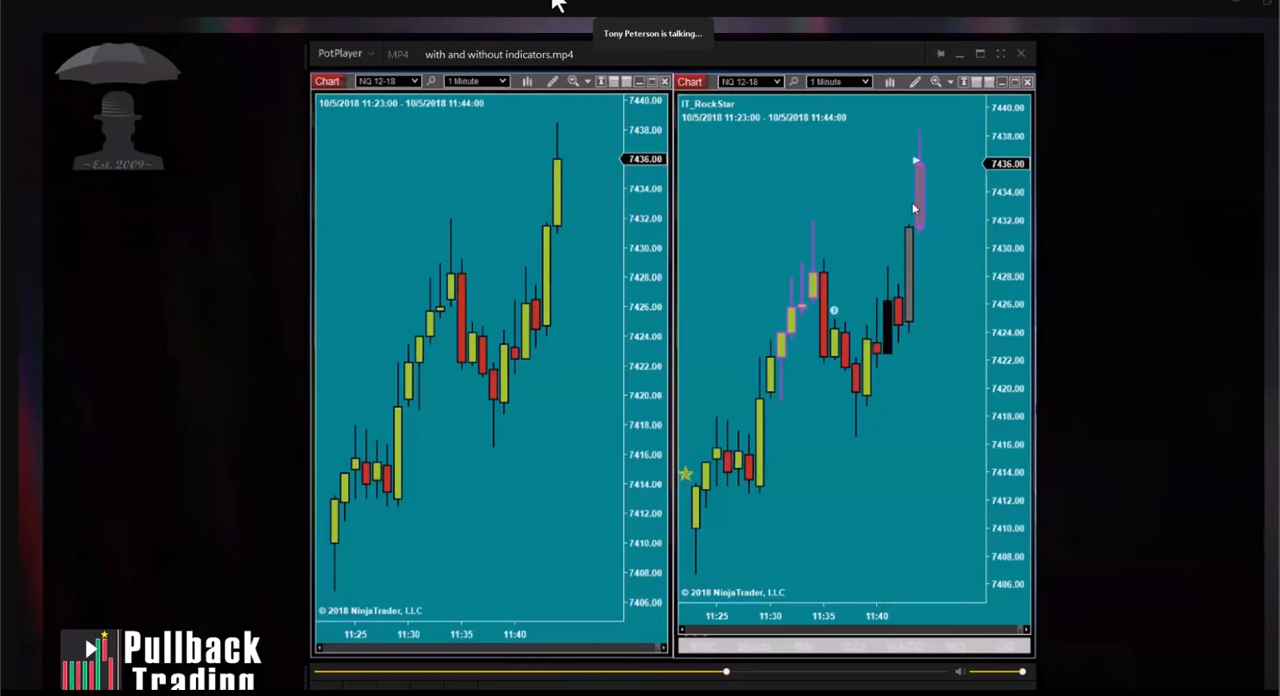 Tony Peterson is talking...
PotPlayer
MP4
with and without indicators.mp4
Chart
NQ 12-18
1 Minute
10/5/2018 11:23:00 - 10/5/2018 11:44:00
7440.00
7438.00
7436.00
7434.00
7432.00
7430.00
7428.00
7426.00
7424.00
7422.00
7420.00
7418.00
7416.00
7414.00
7412.00
7410.00
7408.00
7406.00
© 2018 NinjaTrader, LLC
11:25
11:30
11:35
11:40
Chart
NQ 12-18
1 Minute
IT_RockStar
10/5/2018 11:23:00 - 10/5/2018 11:44:00
7440.00
7438.00
7436.00
7434.00
7432.00
7430.00
7428.00
7426.00
7424.00
7422.00
7420.00
7418.00
7416.00
7414.00
7412.00
7410.00
7408.00
7406.00
© 2018 NinjaTrader, LLC
11:25
11:30
11:35
11:40
~Est. 2009~
Pullback
Trading